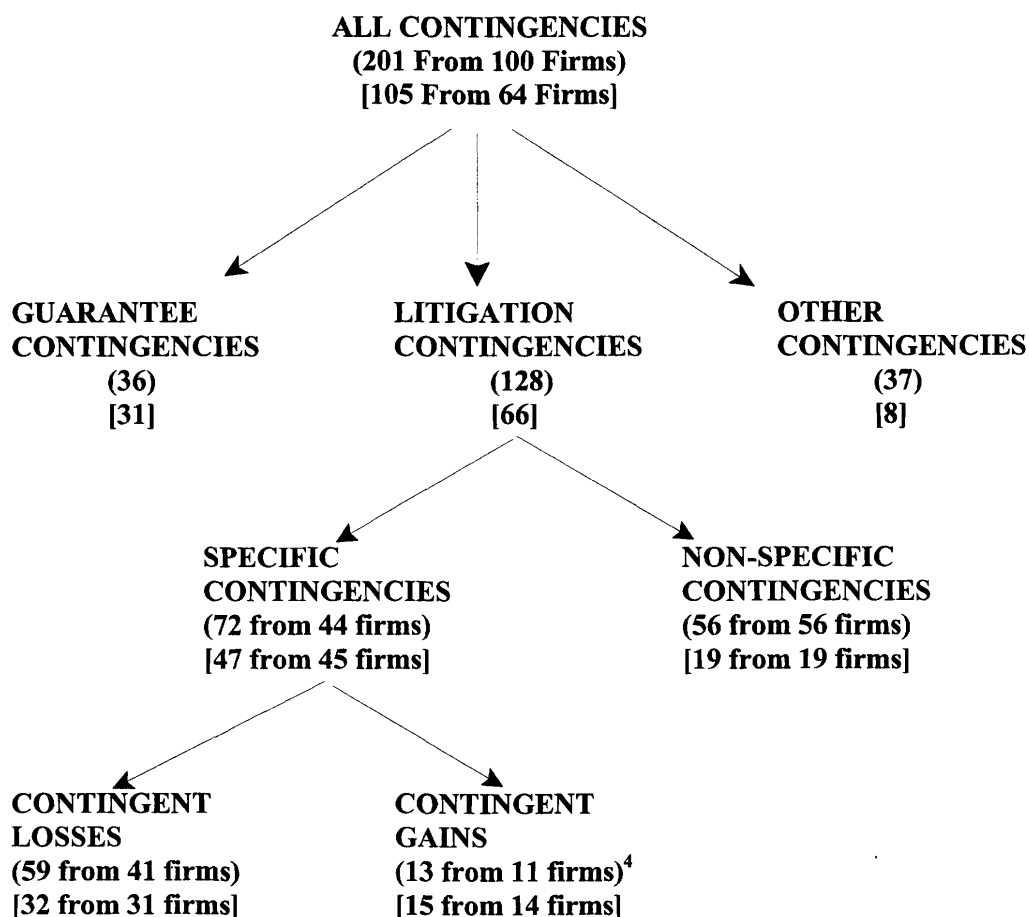 ALL CONTINGENCIES
(201 From 100 Firms)
[105 From 64 Firms]
GUARANTEE
CONTINGENCIES
(36)
[31]
LITIGATION
CONTINGENCIES
(128)
[66]
OTHER
CONTINGENCIES
(37)
[8]
SPECIFIC
CONTINGENCIES
(72 from 44 firms)
[47 from 45 firms]
NON-SPECIFIC
CONTINGENCIES
(56 from 56 firms)
[19 from 19 firms]
CONTINGENT
LOSSES
(59 from 41 firms)
[32 from 31 firms]
CONTINGENT
GAINS
(13 from 11 firms)⁴
[15 from 14 firms]